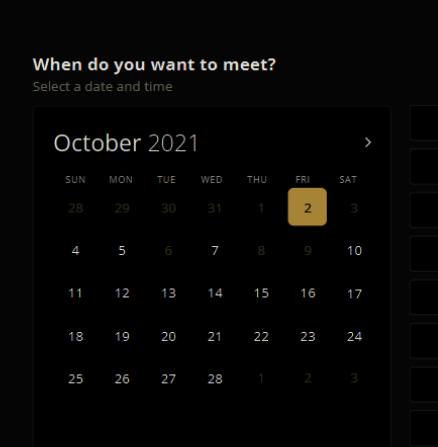 When do you want to meet?
Select a date and time
October 2021 >
SUN MON TUE WED THU FRI SAT
28 29 30 31 1 2 3
4 5 6 7 8 9 10
11 12 13 14 15 16 17
18 19 20 21 22 23 24
25 26 27 28 1 2 3